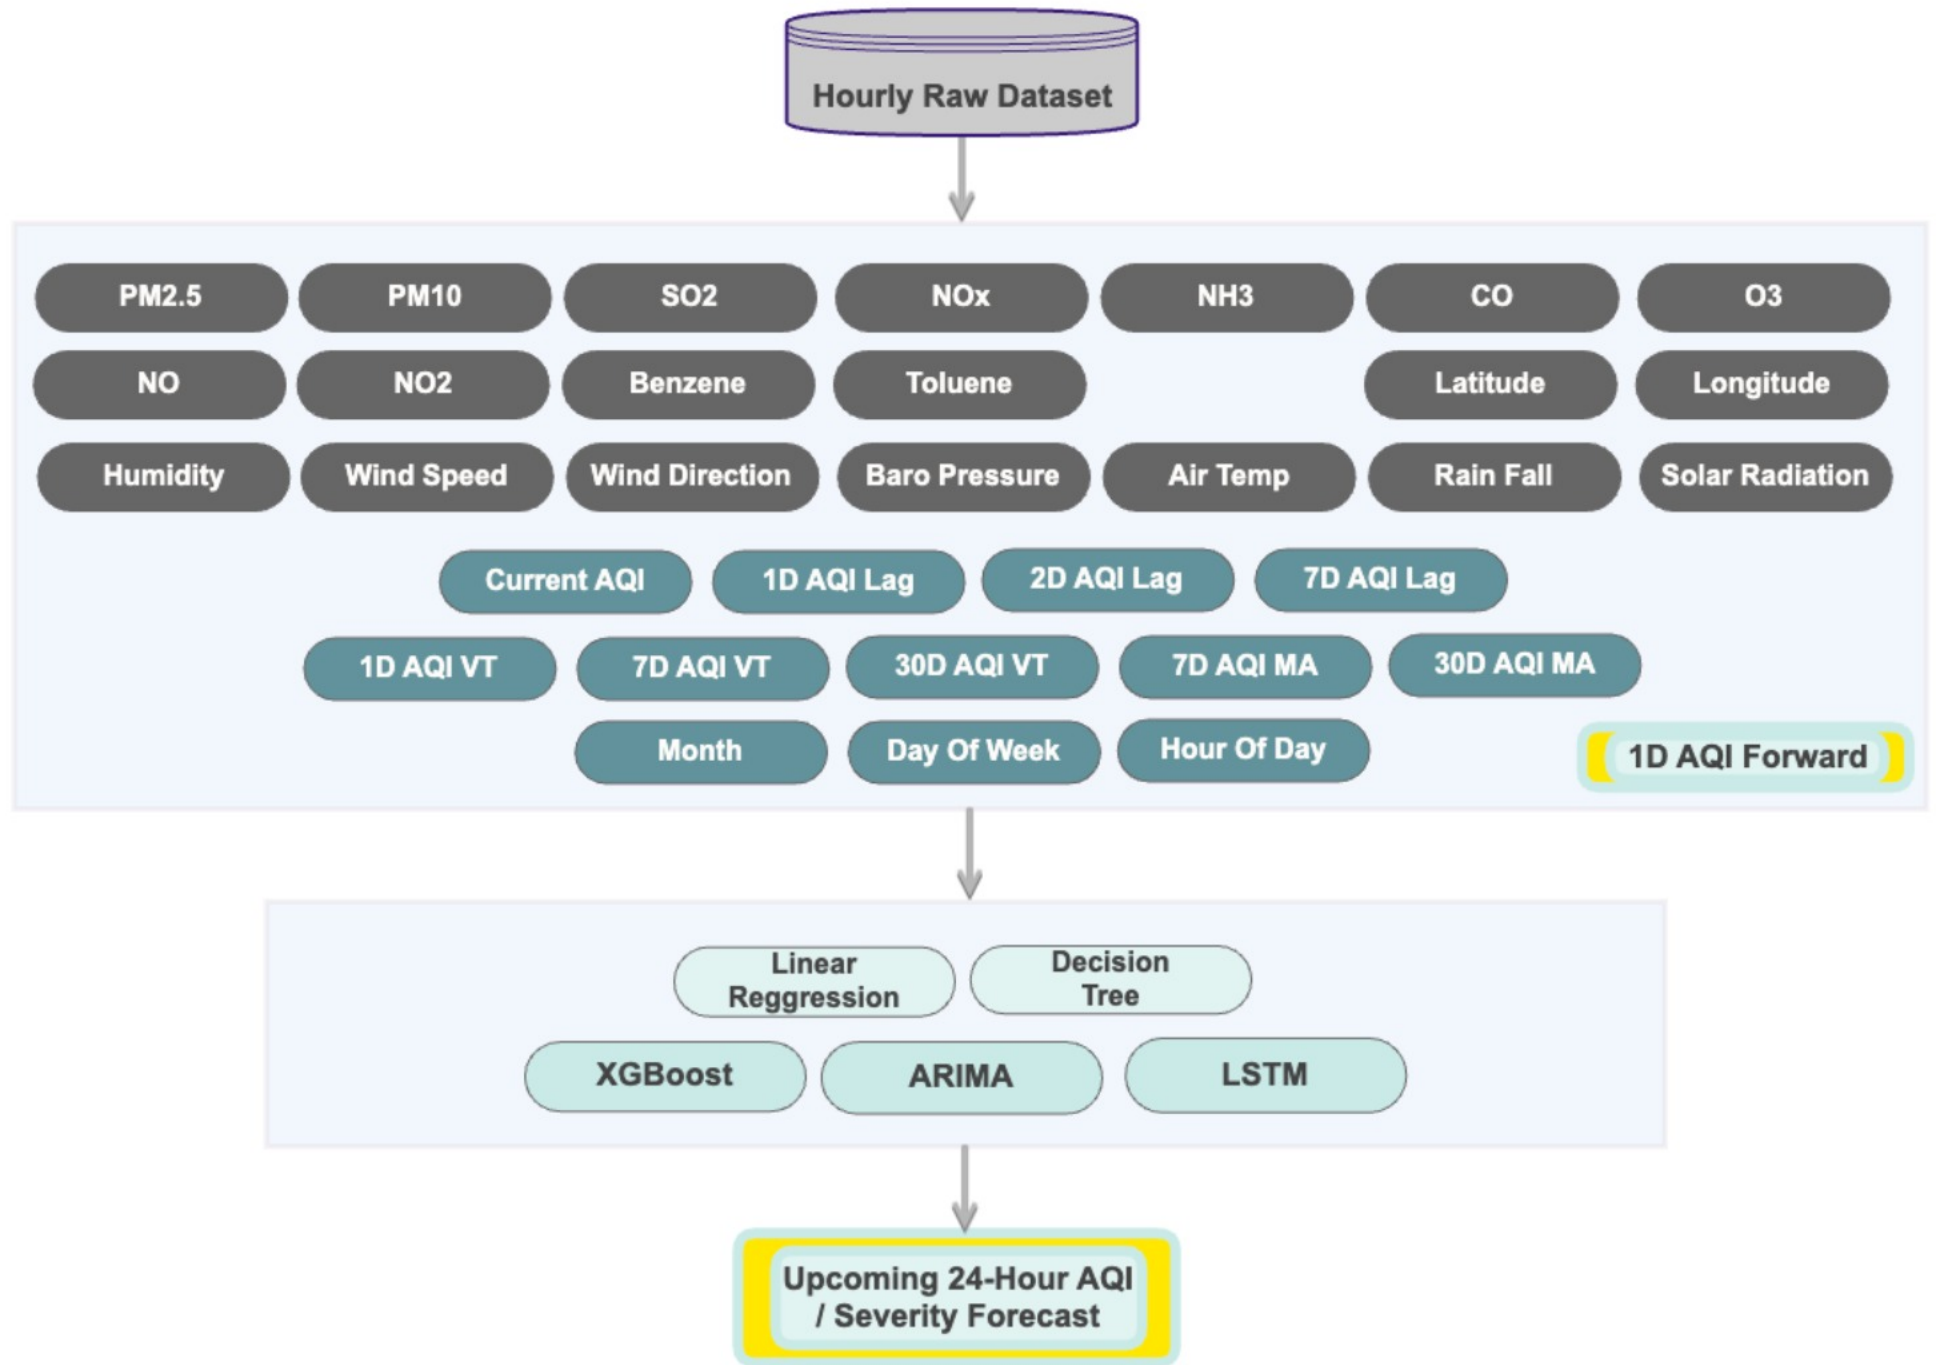 Hourly Raw Dataset
PM2.5 PM10 SO2 NOx NH3 CO O3
NO NO2 Benzene Toluene Latitude Longitude
Humidity Wind Speed Wind Direction Baro Pressure Air Temp Rain Fall Solar Radiation
Current AQI 1D AQI Lag 2D AQI Lag 7D AQI Lag
1D AQI VT 7D AQI VT 30D AQI VT 7D AQI MA 30D AQI MA
Month Day Of Week Hour Of Day 1D AQI Forward
Linear
Reggression
Decision
Tree
XGBoost ARIMA LSTM
Upcoming 24-Hour AQI
/ Severity Forecast